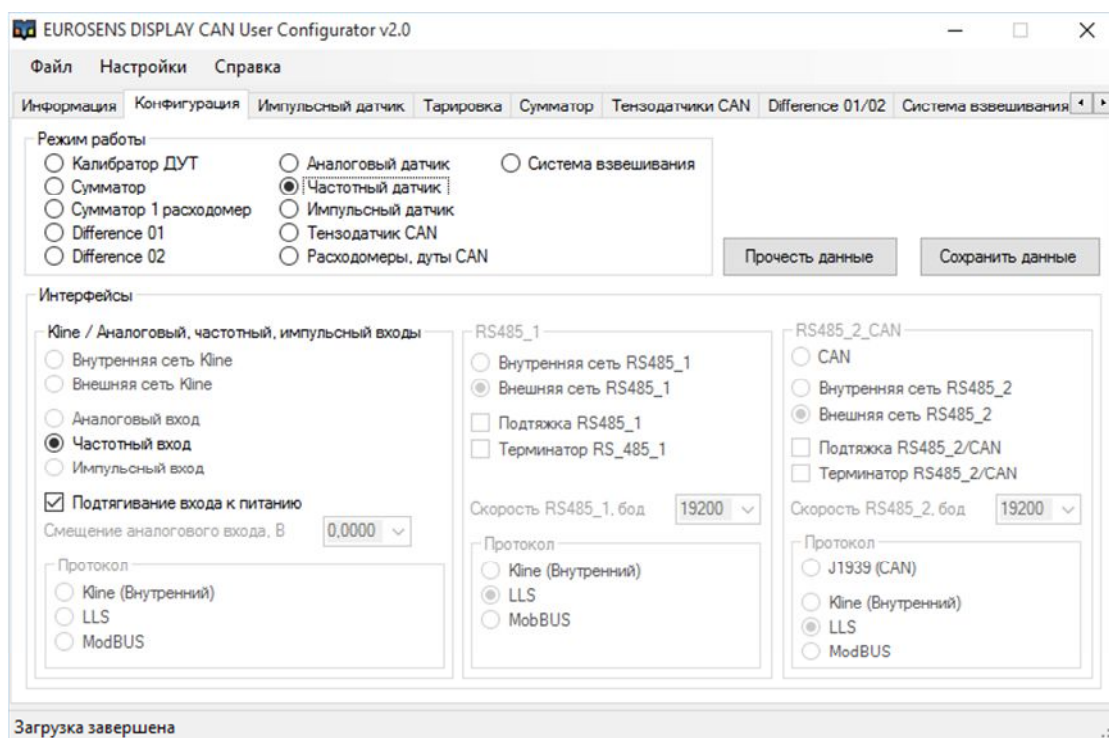 EUROSENS DISPLAY CAN User Configurator v2.0
Файл Настройки Справка
Информация Конфигурация Импульсный датчик Тарировка Сумматор Тензодатчики CAN Difference 01/02 Система взвешивания
Режим работы
Калибратор ДУТ Аналоговый датчик Система взвешивания
Сумматор Частотный датчик
Сумматор 1 расходомер Импульсный датчик
Difference 01 Тензодатчик CAN
Difference 02 Расходомеры, дуты CAN
Прочесть данные Сохранить данные
Интерфейсы
Kline / Аналоговый, частотный, импульсный входы
Внутренняя сеть Kline
Внешняя сеть Kline
Аналоговый вход
Частотный вход
Импульсный вход
Подтягивание входа к питанию
Смещение аналогового входа, В 0,0000
Протокол
Kline (Внутренний)
LLS
ModBUS
RS485_1
Внутренняя сеть RS485_1
Внешняя сеть RS485_1
Подтяжка RS485_1
Терминатор RS_485_1
Скорость RS485_1, бод 19200
Протокол
Kline (Внутренний)
LLS
MobBUS
RS485_2_CAN
CAN
Внутренняя сеть RS485_2
Внешняя сеть RS485_2
Подтяжка RS485_2/CAN
Терминатор RS485_2/CAN
Скорость RS485_2, бод 19200
Протокол
J1939 (CAN)
Kline (Внутренний)
LLS
ModBUS
Загрузка завершена